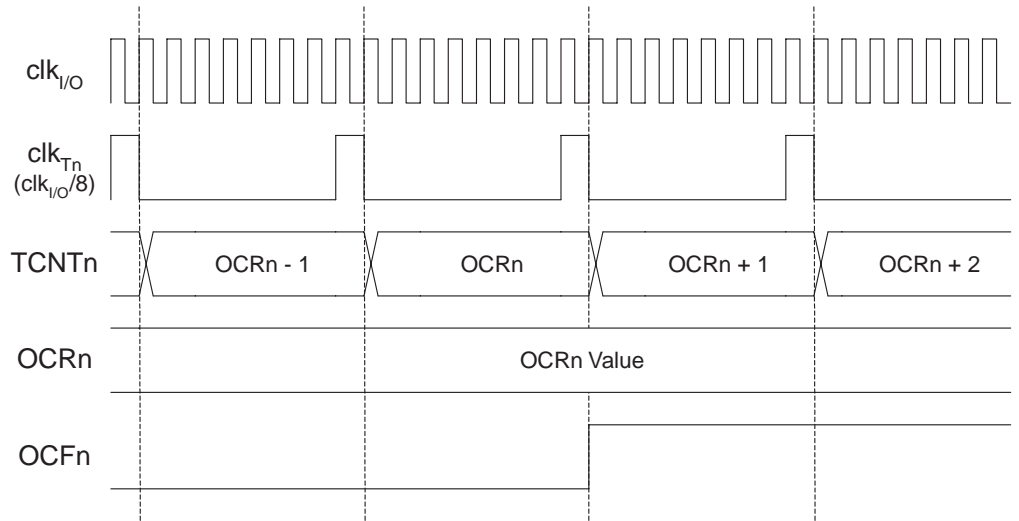 clkI/O
clkTn
(clkI/O/8)
TCNTn
OCRn - 1
OCRn
OCRn + 1
OCRn + 2
OCRn
OCRn Value
OCFn